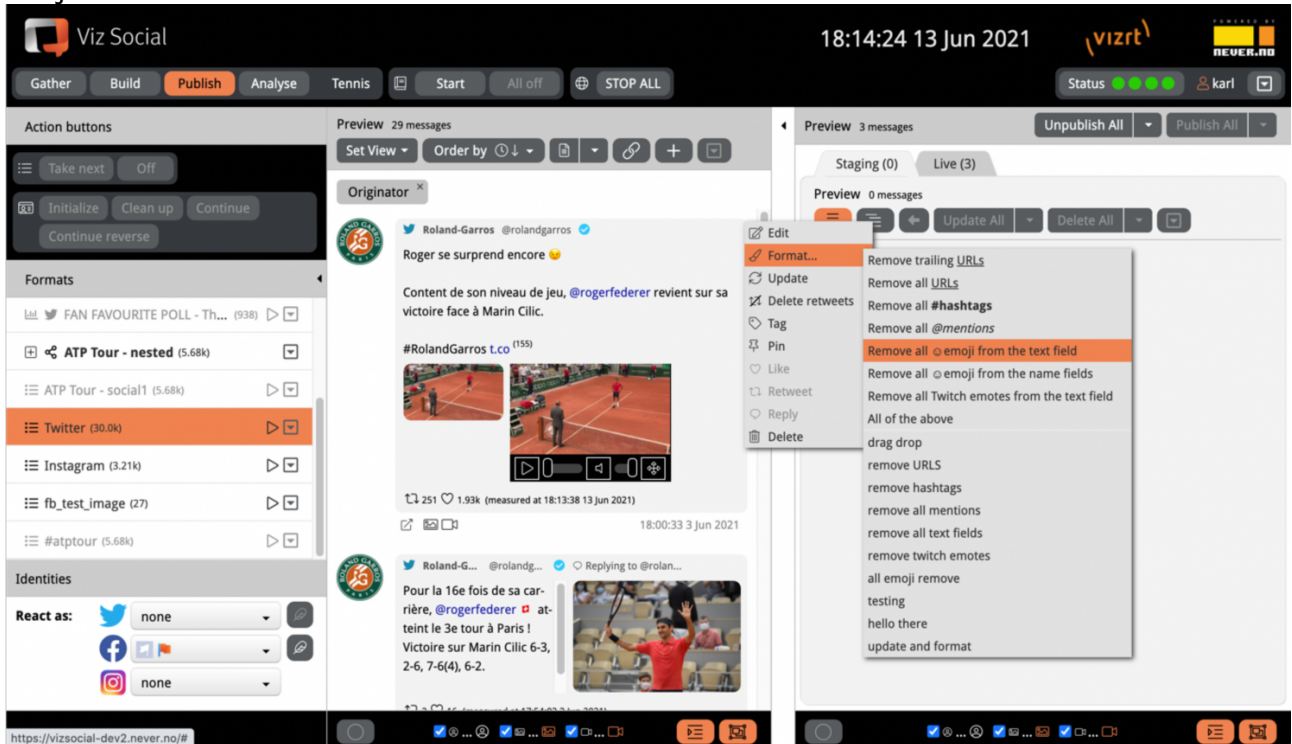 Viz Social
18:14:24 13 Jun 2021
vizrt
POWERED BY
never.no
Gather Build Publish Analyse Tennis Start All off STOP ALL
Status karl
Action buttons
Take next Off
Initialize Clean up Continue
Continue reverse
Formats
FAN FAVOURITE POLL - Th... (938)
ATP Tour - nested (5.68k)
ATP Tour - social1 (5.68k)
Twitter (30.0k)
Instagram (3.21k)
fb_test_image (27)
#atptour (5.68k)
Identities
React as: none
none
https://vizsocial-dev2.never.no/#
Preview 29 messages
Set View Order by
Originator ×
Roland-Garros @rolandgarros
Roger se surprend encore 😉
Content de son niveau de jeu, @rogerfederer revient sur sa
victoire face à Marin Cilic.
#RolandGarros t.co (155)
251 1.93k (measured at 18:13:38 13 Jun 2021)
18:00:33 3 Jun 2021
Roland-G... @rolandg... Replying to @rolan...
Pour la 16e fois de sa car-
rière, @rogerfederer 🇨🇭 at-
teint le 3e tour à Paris !
Victoire sur Marin Cilic 6-3,
2-6, 7-6(4), 6-2.
Edit
Format...
Update
Delete retweets
Tag
Pin
Like
Retweet
Reply
Delete
Preview 3 messages
Unpublish All Publish All
Staging (0) Live (3)
Preview 0 messages
Update All Delete All
Remove trailing URLs
Remove all URLs
Remove all #hashtags
Remove all @mentions
Remove all ☺ emoji from the text field
Remove all ☺ emoji from the name fields
Remove all Twitch emotes from the text field
All of the above
drag drop
remove URLS
remove hashtags
remove all mentions
remove all text fields
remove twitch emotes
all emoji remove
testing
hello there
update and format